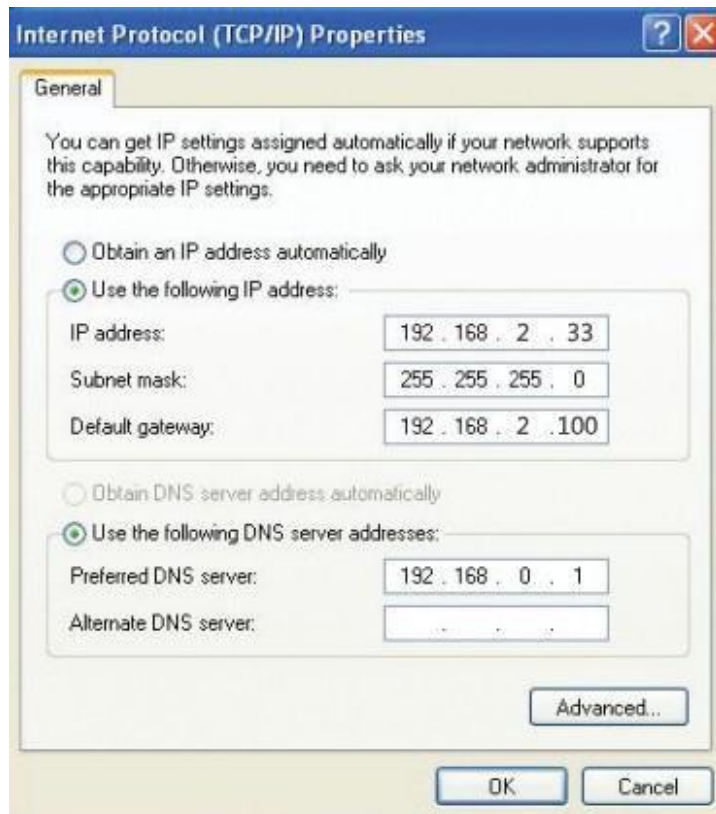 Internet Protocol (TCP/IP) Properties
General
You can get IP settings assigned automatically if your network supports
this capability. Otherwise, you need to ask your network administrator for
the appropriate IP settings.
Obtain an IP address automatically
Use the following IP address:
IP address: 192 . 168 . 2 . 33
Subnet mask: 255 . 255 . 255 . 0
Default gateway: 192 . 168 . 2 .100
Obtain DNS server address automatically
Use the following DNS server addresses:
Preferred DNS server: 192 . 168 . 0 . 1
Alternate DNS server: . . .
Advanced...
OK Cancel